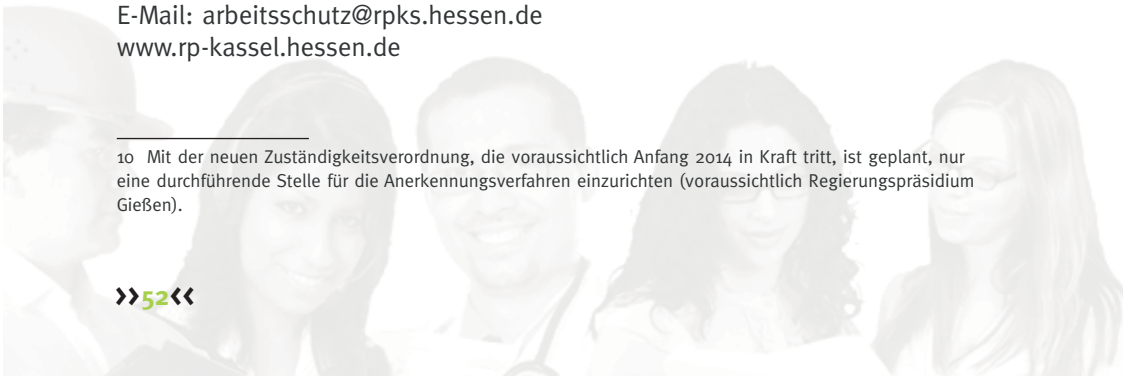 E-Mail: arbeitsschutz@rpks.hessen.de
www.rp-kassel.hessen.de
10 Mit der neuen Zuständigkeitsverordnung, die voraussichtlich Anfang 2014 in Kraft tritt, ist geplant, nur
eine durchführende Stelle für die Anerkennungsverfahren einzurichten (voraussichtlich Regierungspräsidium
Gießen).
>>52<<